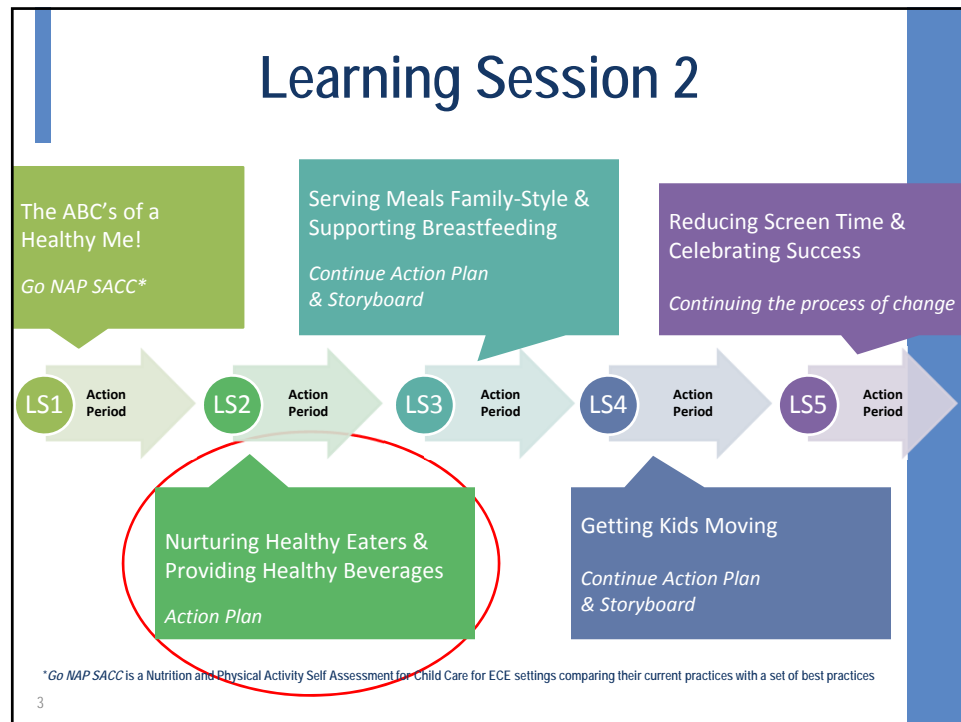 Learning Session 2
The ABC's of a
Healthy Me!
Go NAP SACC*
Serving Meals Family-Style &
Supporting Breastfeeding
Continue Action Plan
& Storyboard
Reducing Screen Time &
Celebrating Success
Continuing the process of change
LS1
Action
Period
LS2
Action
Period
LS3
Action
Period
LS4
Action
Period
LS5
Action
Period
Nurturing Healthy Eaters &
Providing Healthy Beverages
Action Plan
Getting Kids Moving
Continue Action Plan
& Storyboard
*Go NAP SACC is a Nutrition and Physical Activity Self Assessment for Child Care for ECE settings comparing their current practices with a set of best practices
3